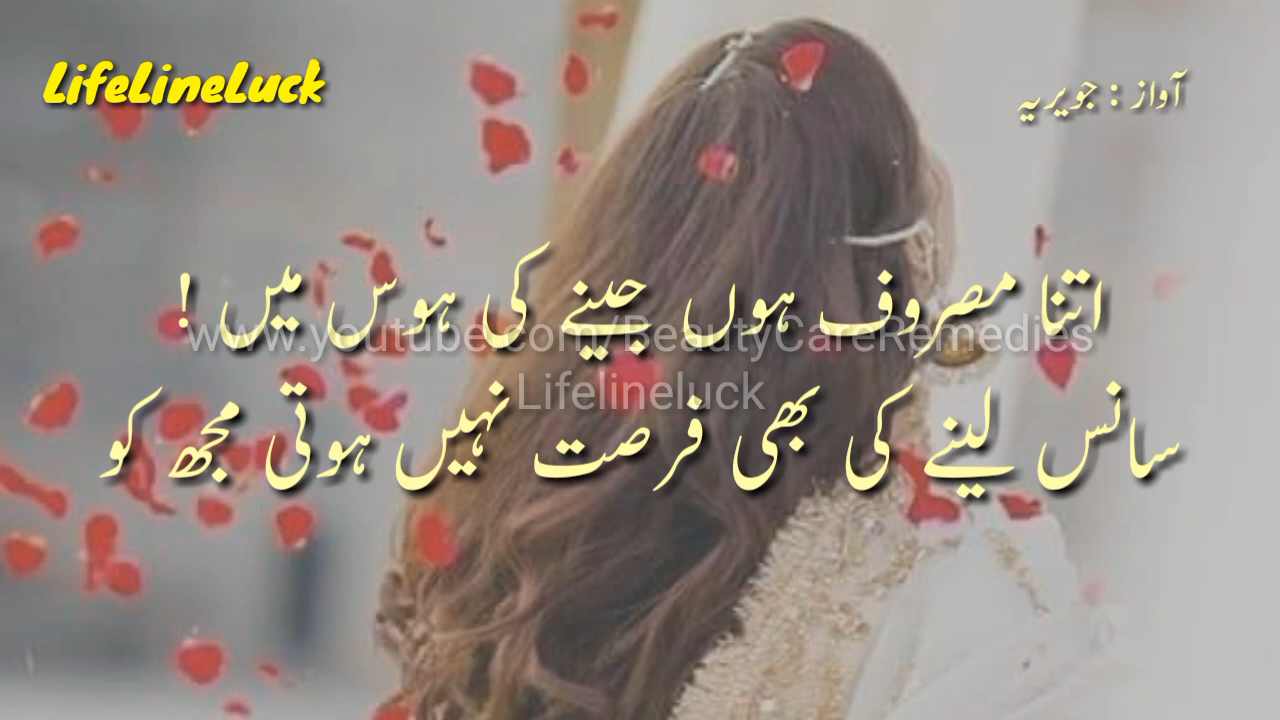 LifeLineLuck
آواز : جویریہ
اتنا مصروف ہوں جینے کی ہوس میں !
www.youtube.com/BeautyCareRemedies
Lifelineluck
سانس لینے کی بھی فرصت نہیں ہوتی مجھ کو